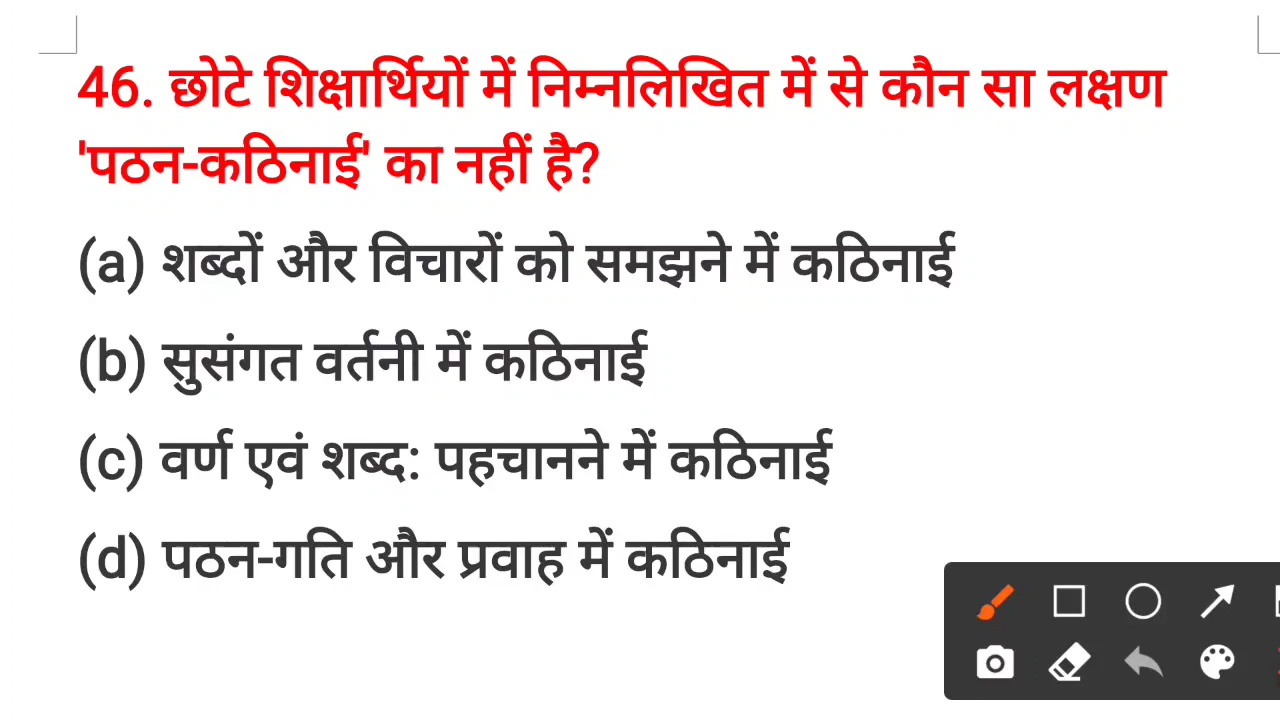 46. छोटे शिक्षार्थियों में निम्नलिखित में से कौन सा लक्षण
'पठन-कठिनाई' का नहीं है?
(a) शब्दों और विचारों को समझने में कठिनाई
(b) सुसंगत वर्तनी में कठिनाई
(c) वर्ण एवं शब्द: पहचानने में कठिनाई
(d) पठन-गति और प्रवाह में कठिनाई